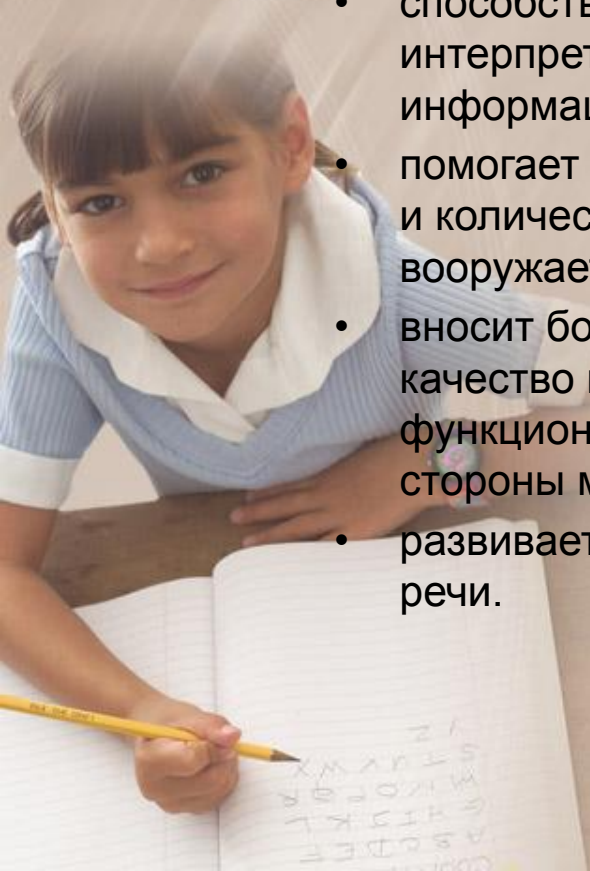 • способств
интерпрет
информац
• помогает
и количес
вооружает
• вносит бо
качество
функцион
стороны м
• развивает
речи.
A B C D E F
G H I J K L
M N O P Q R
S T U V W X
Y Z